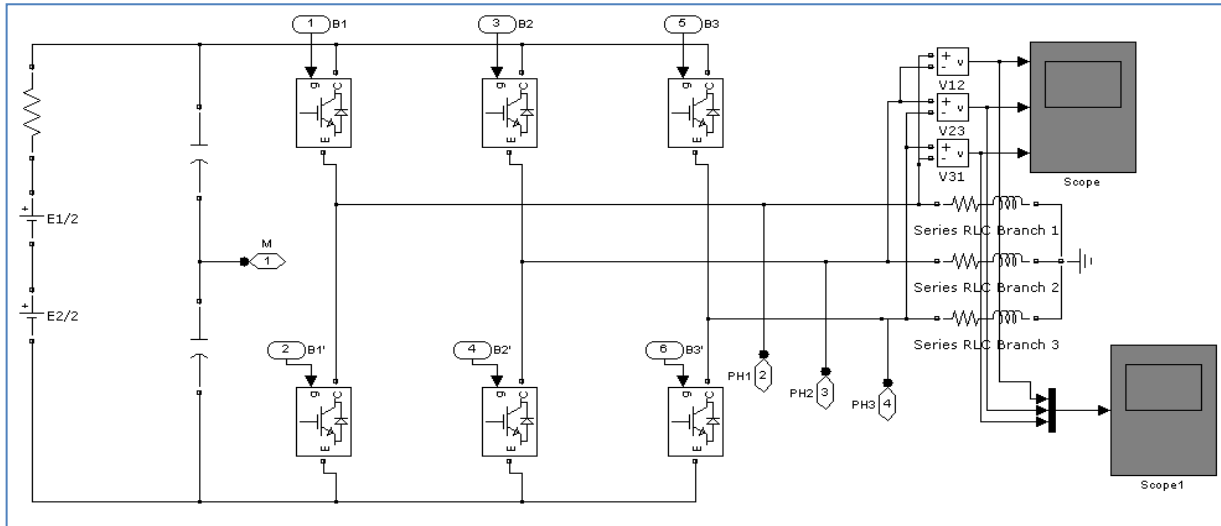 1 B1
3 B2
5 B3
g C
E
g C
E
g C
E
+ v
-
V12
+ v
-
V23
+ v
-
V31
Scope
+
E1/2
M
1
Series RLC Branch 1
Series RLC Branch 2
Series RLC Branch 3
+
E2/2
2 B1'
4 B2'
6 B3'
PH1 2
PH2 3
PH3 4
g C
E
g C
E
g C
E
Scope1